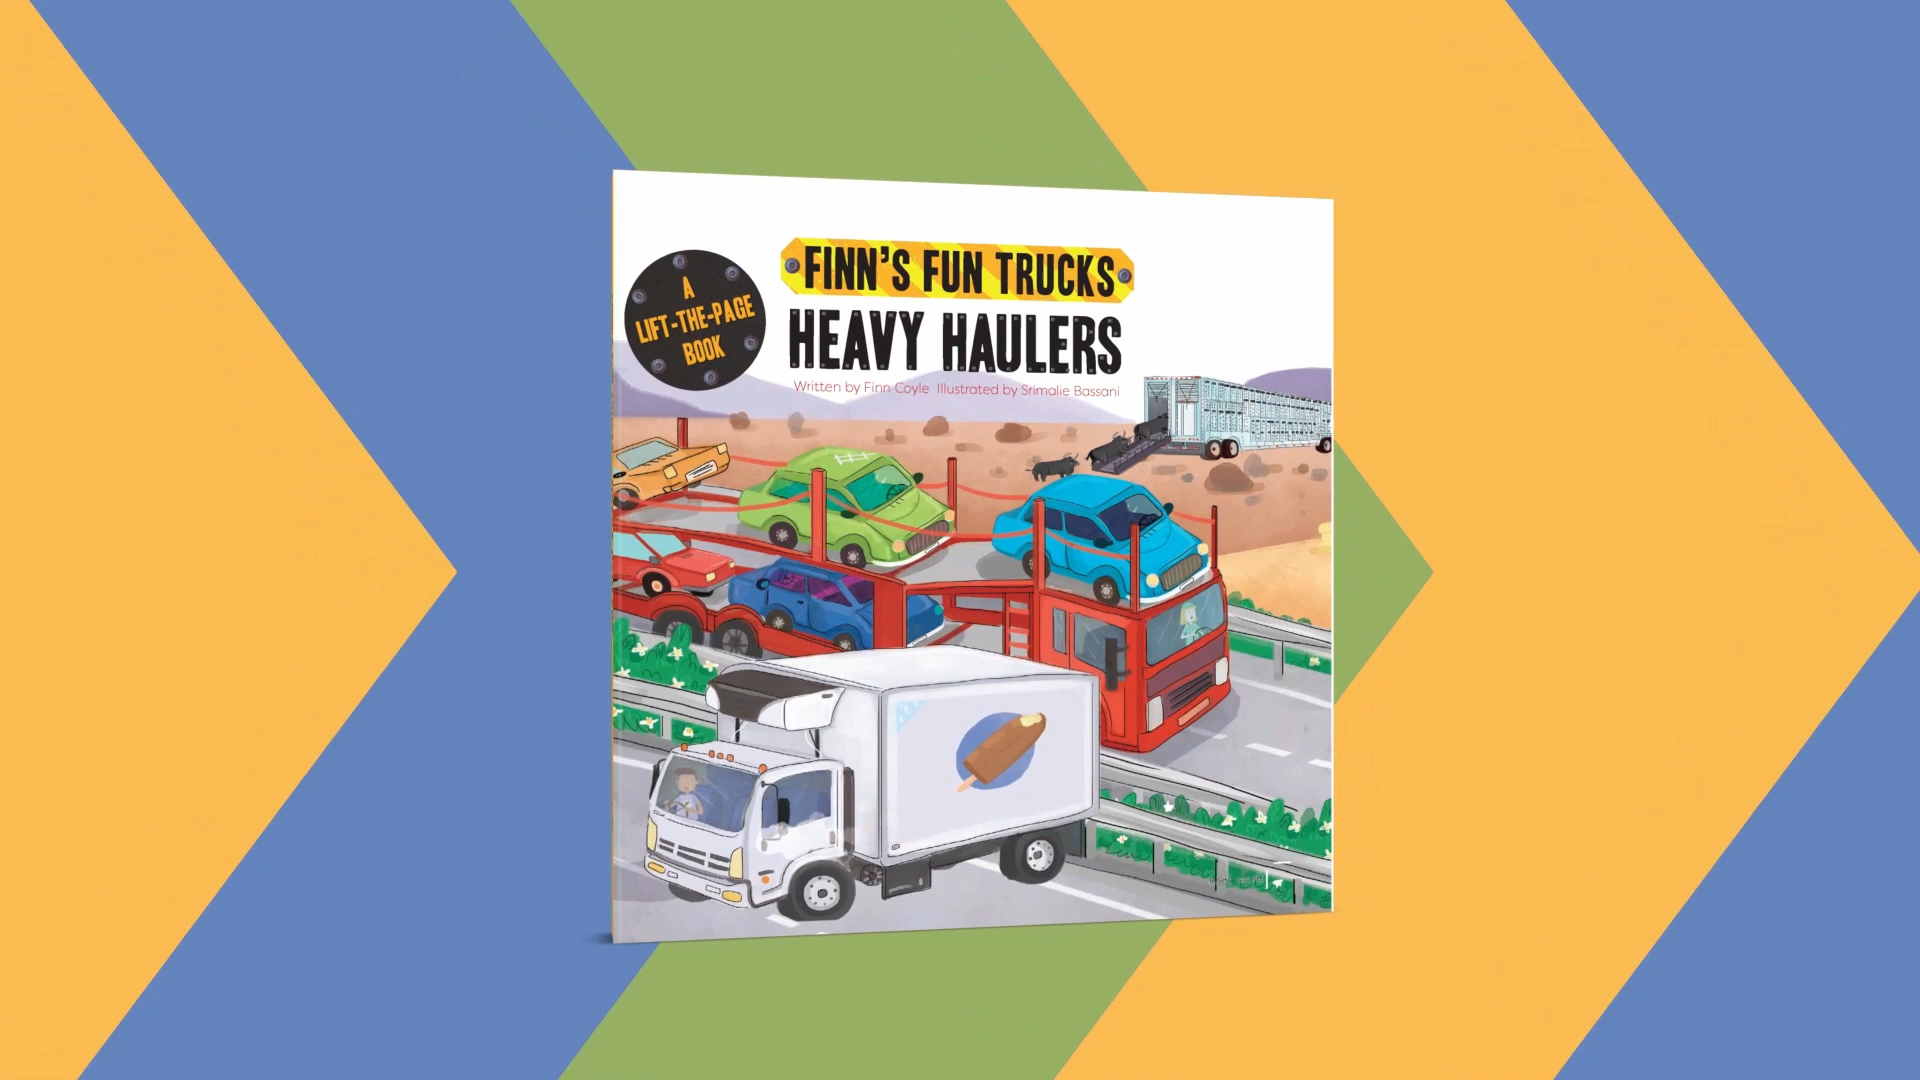 A
LIFT-THE-PAGE
BOOK
FINN'S FUN TRUCKS
HEAVY HAULERS
Written by Finn Coyle Illustrated by Srimalie Bassani